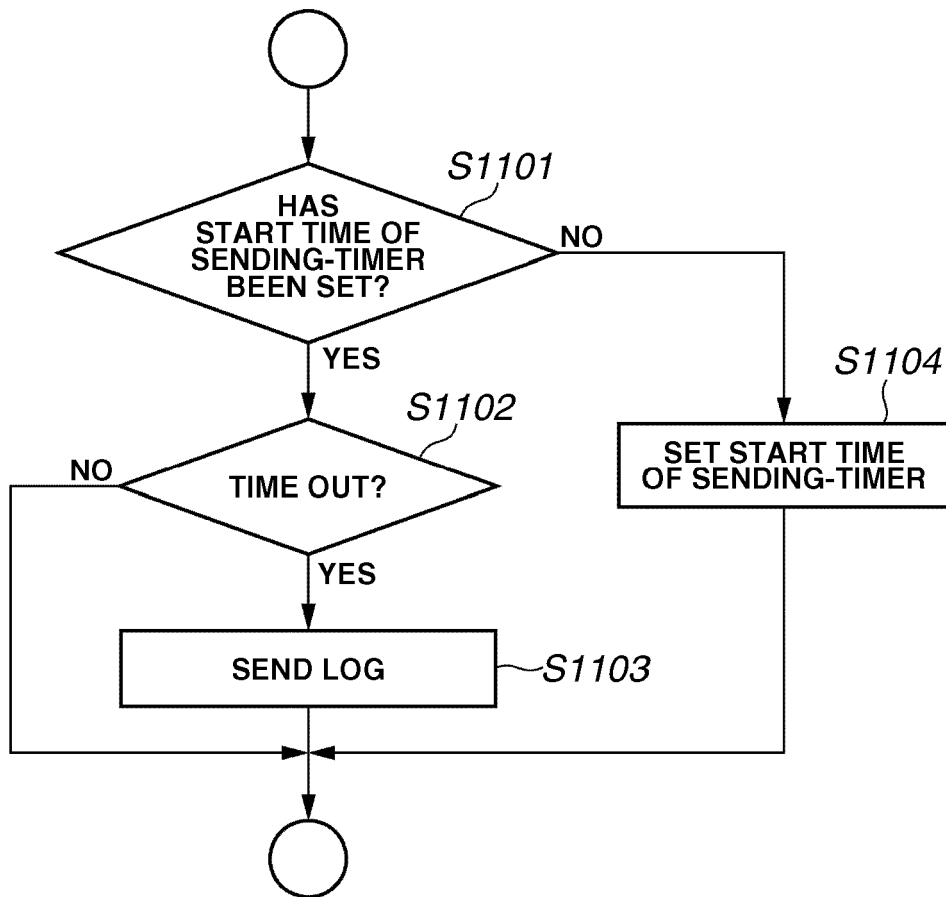 S1101
HAS
START TIME OF
SENDING-TIMER
BEEN SET?
NO
YES
S1104
SET START TIME
OF SENDING-TIMER
S1102
NO
TIME OUT?
YES
SEND LOG
S1103